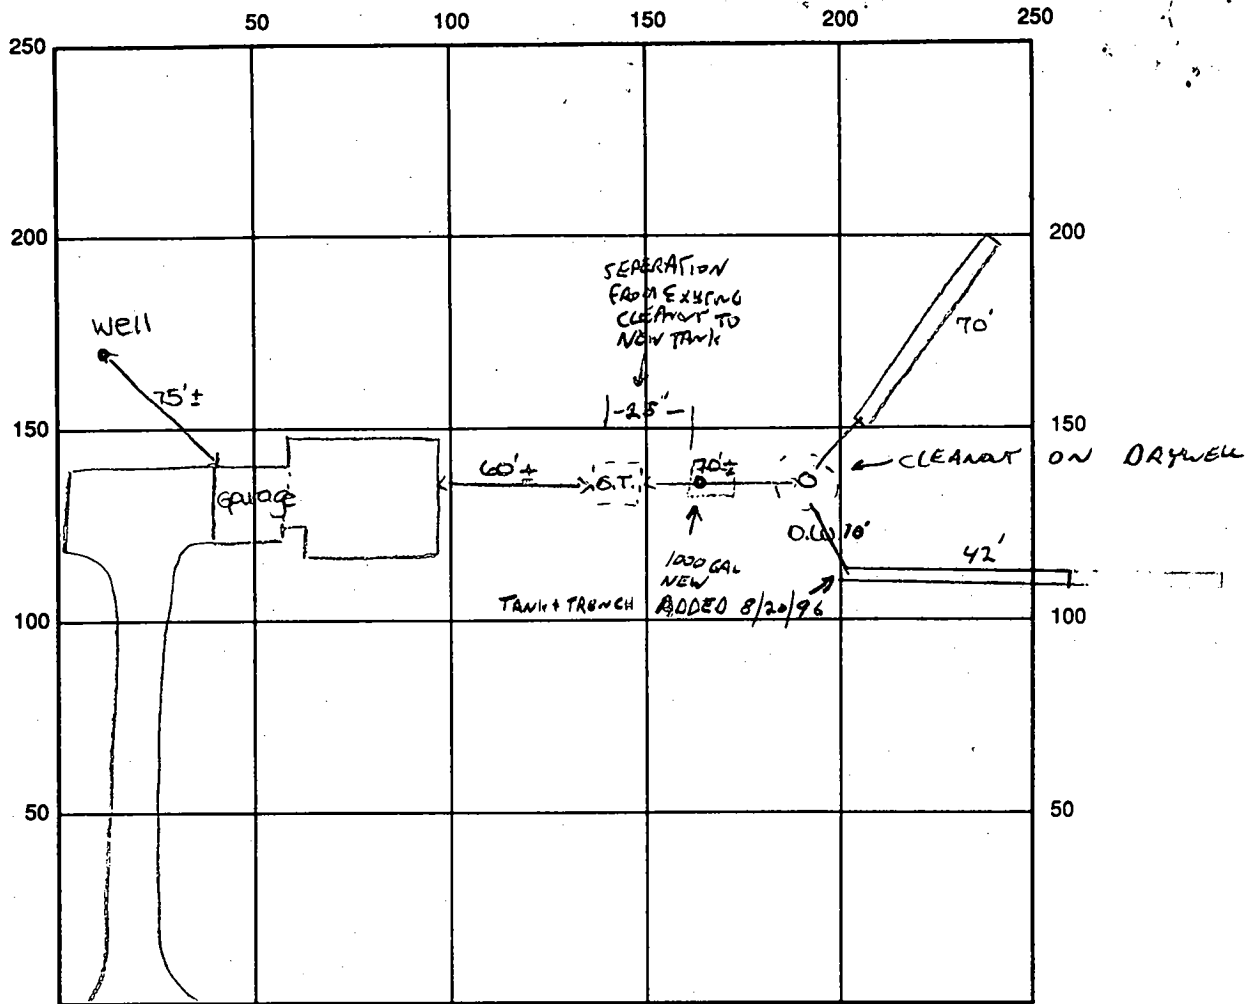 50 100 150 200 250
250
200 200
SEPERATION
FROM EXISTING
CLEANOUT TO
NEW TANK
well
75'±
70'
150 150
-25"-
CLEANOUT ON DRYWELL
60'±
S.T.
70'±
Garage
D.W. 10'
42'
1000 GAL
NEW
TANK + TRENCH ADDED 8/20/96
100 100
50 50